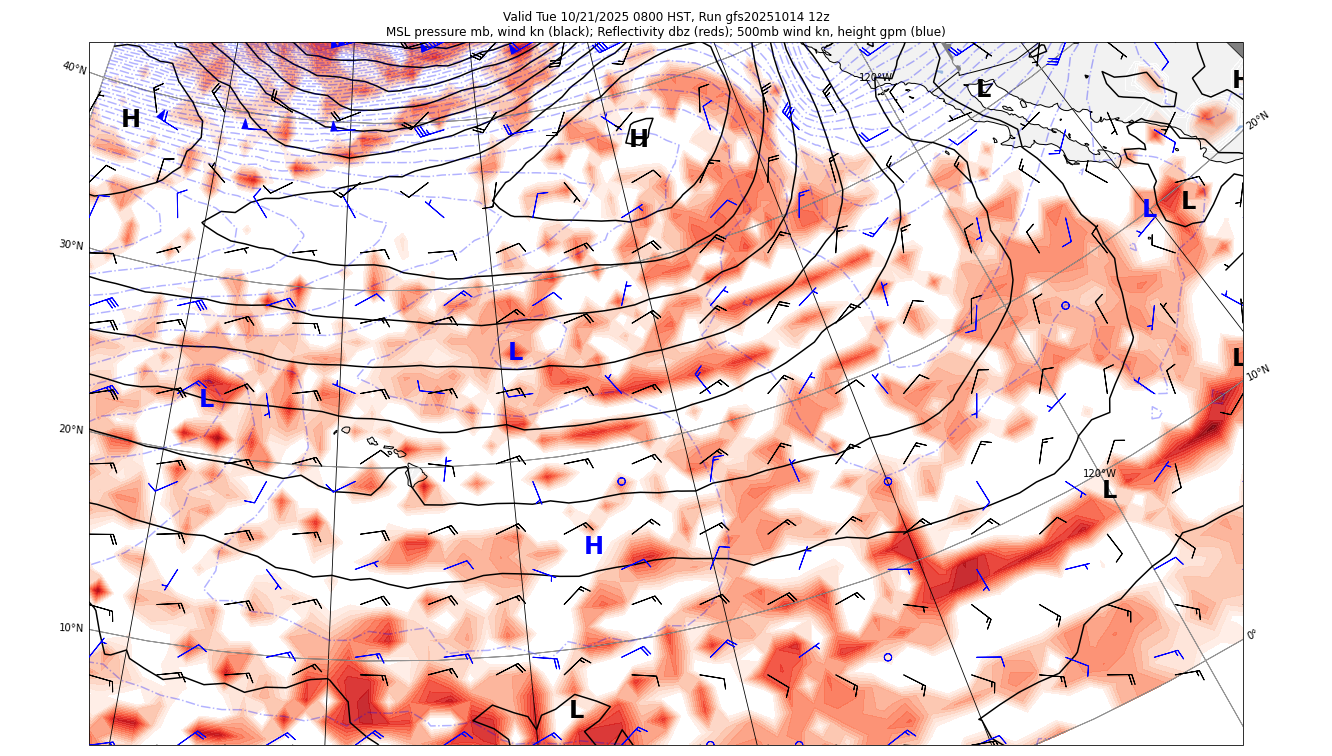 Valid Tue 10/21/2025 0800 HST, Run gfs20251014 12z
MSL pressure mb, wind kn (black); Reflectivity dbz (reds); 500mb wind kn, height gpm (blue)
40°N
120°W
L
H
H
H
20°N
L
L
30°N
L
L
10°N
L
20°N
120°W
L
H
10°N
0°
L